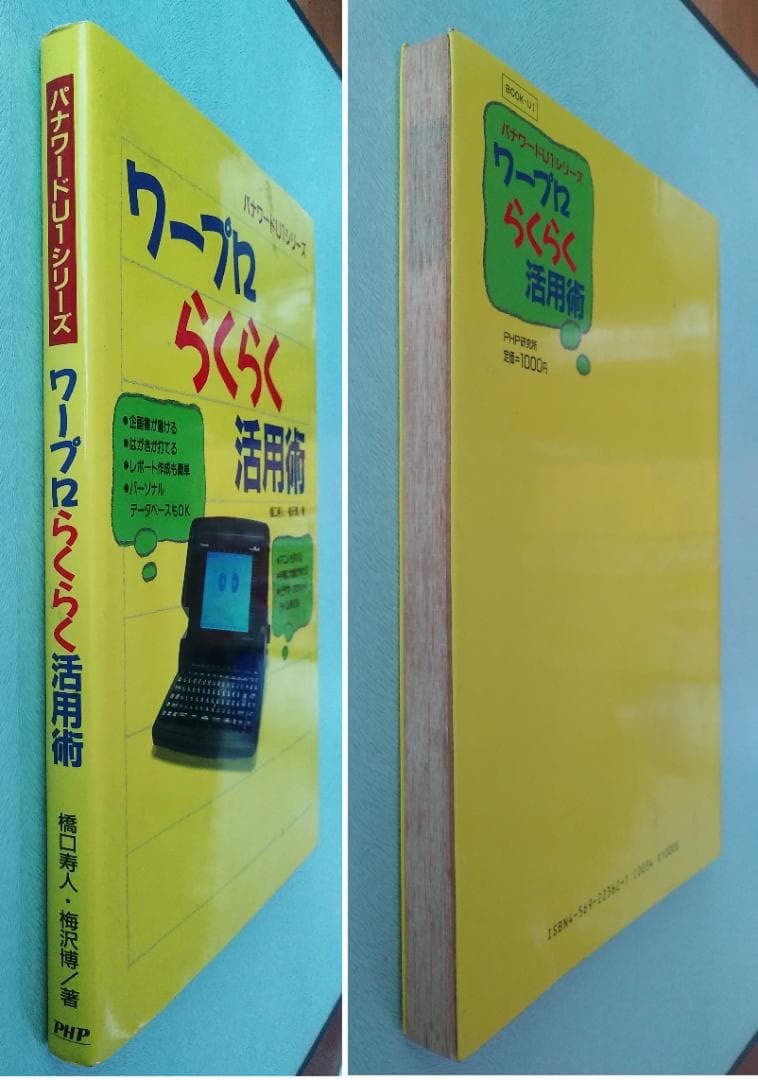 パナワードU1シリーズ
ワープロらくらく活用術
橋口寿人・梅沢博/著
PHP
パナワードU1シリーズ
ワープロ
らくらく
活用術
●企画書が書ける
●はがきが打てる
●レポート作成も簡単
●パーソナル
データベースもOK
BOOK-U1
パナワードU1シリーズ
ワープロ
らくらく
活用術
PHP研究所
定価=1000円
ISBN4-569-22362-7 C0034 ¥1000E